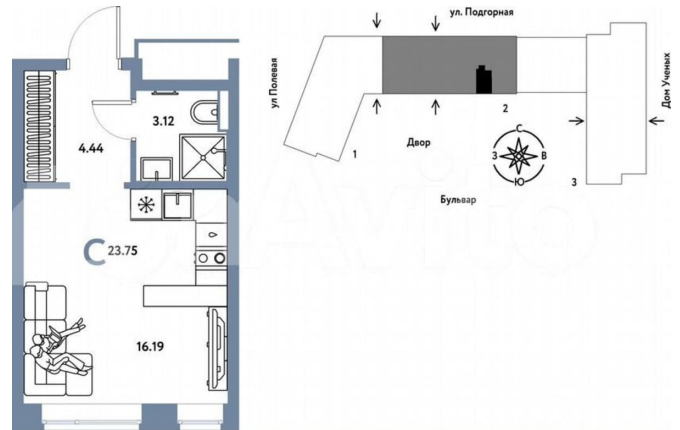 4.44
3.12
С 23.75
16.19
ул. Подгорная
ул Полевая
Дом Ученых
1
2
3
Двор
Бульвар
С
З
В
Ю
Avito